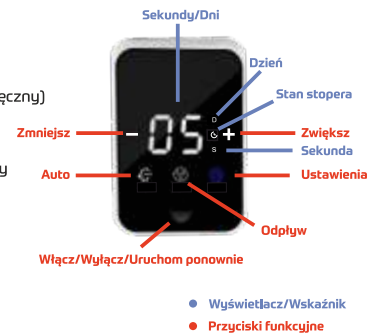 Sekundy/Dni
Dzień
ęczny)
Stan stopera
D
Zmniejsz
05
Zwiększ
S
Sekunda
y
Auto
Ustawienia
Odpływ
Włącz/Wyłącz/Uruchom ponownie
Wyświetlacz/Wskaźnik
Przyciski funkcyjne